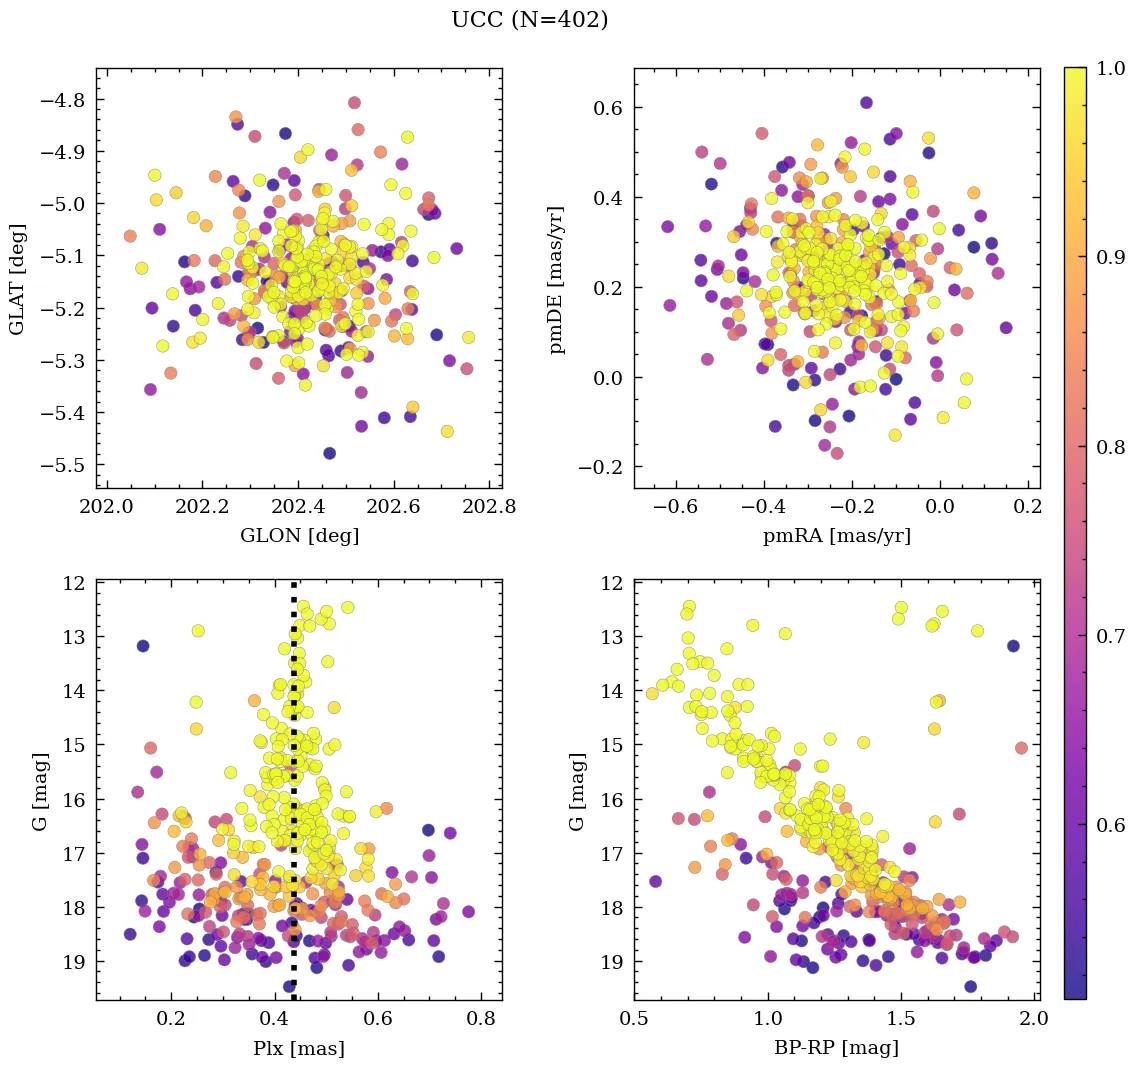 UCC (N=402)
−4.8
−4.9
−5.0
−5.1
−5.2
−5.3
−5.4
−5.5
GLAT [deg]
202.0 202.2 202.4 202.6 202.8
GLON [deg]
0.6
0.4
0.2
0.0
−0.2
pmDE [mas/yr]
−0.6 −0.4 −0.2 0.0 0.2
pmRA [mas/yr]
12
13
14
15
16
17
18
19
G [mag]
0.2 0.4 0.6 0.8
Plx [mas]
12
13
14
15
16
17
18
19
G [mag]
0.5 1.0 1.5 2.0
BP-RP [mag]
1.0
0.9
0.8
0.7
0.6